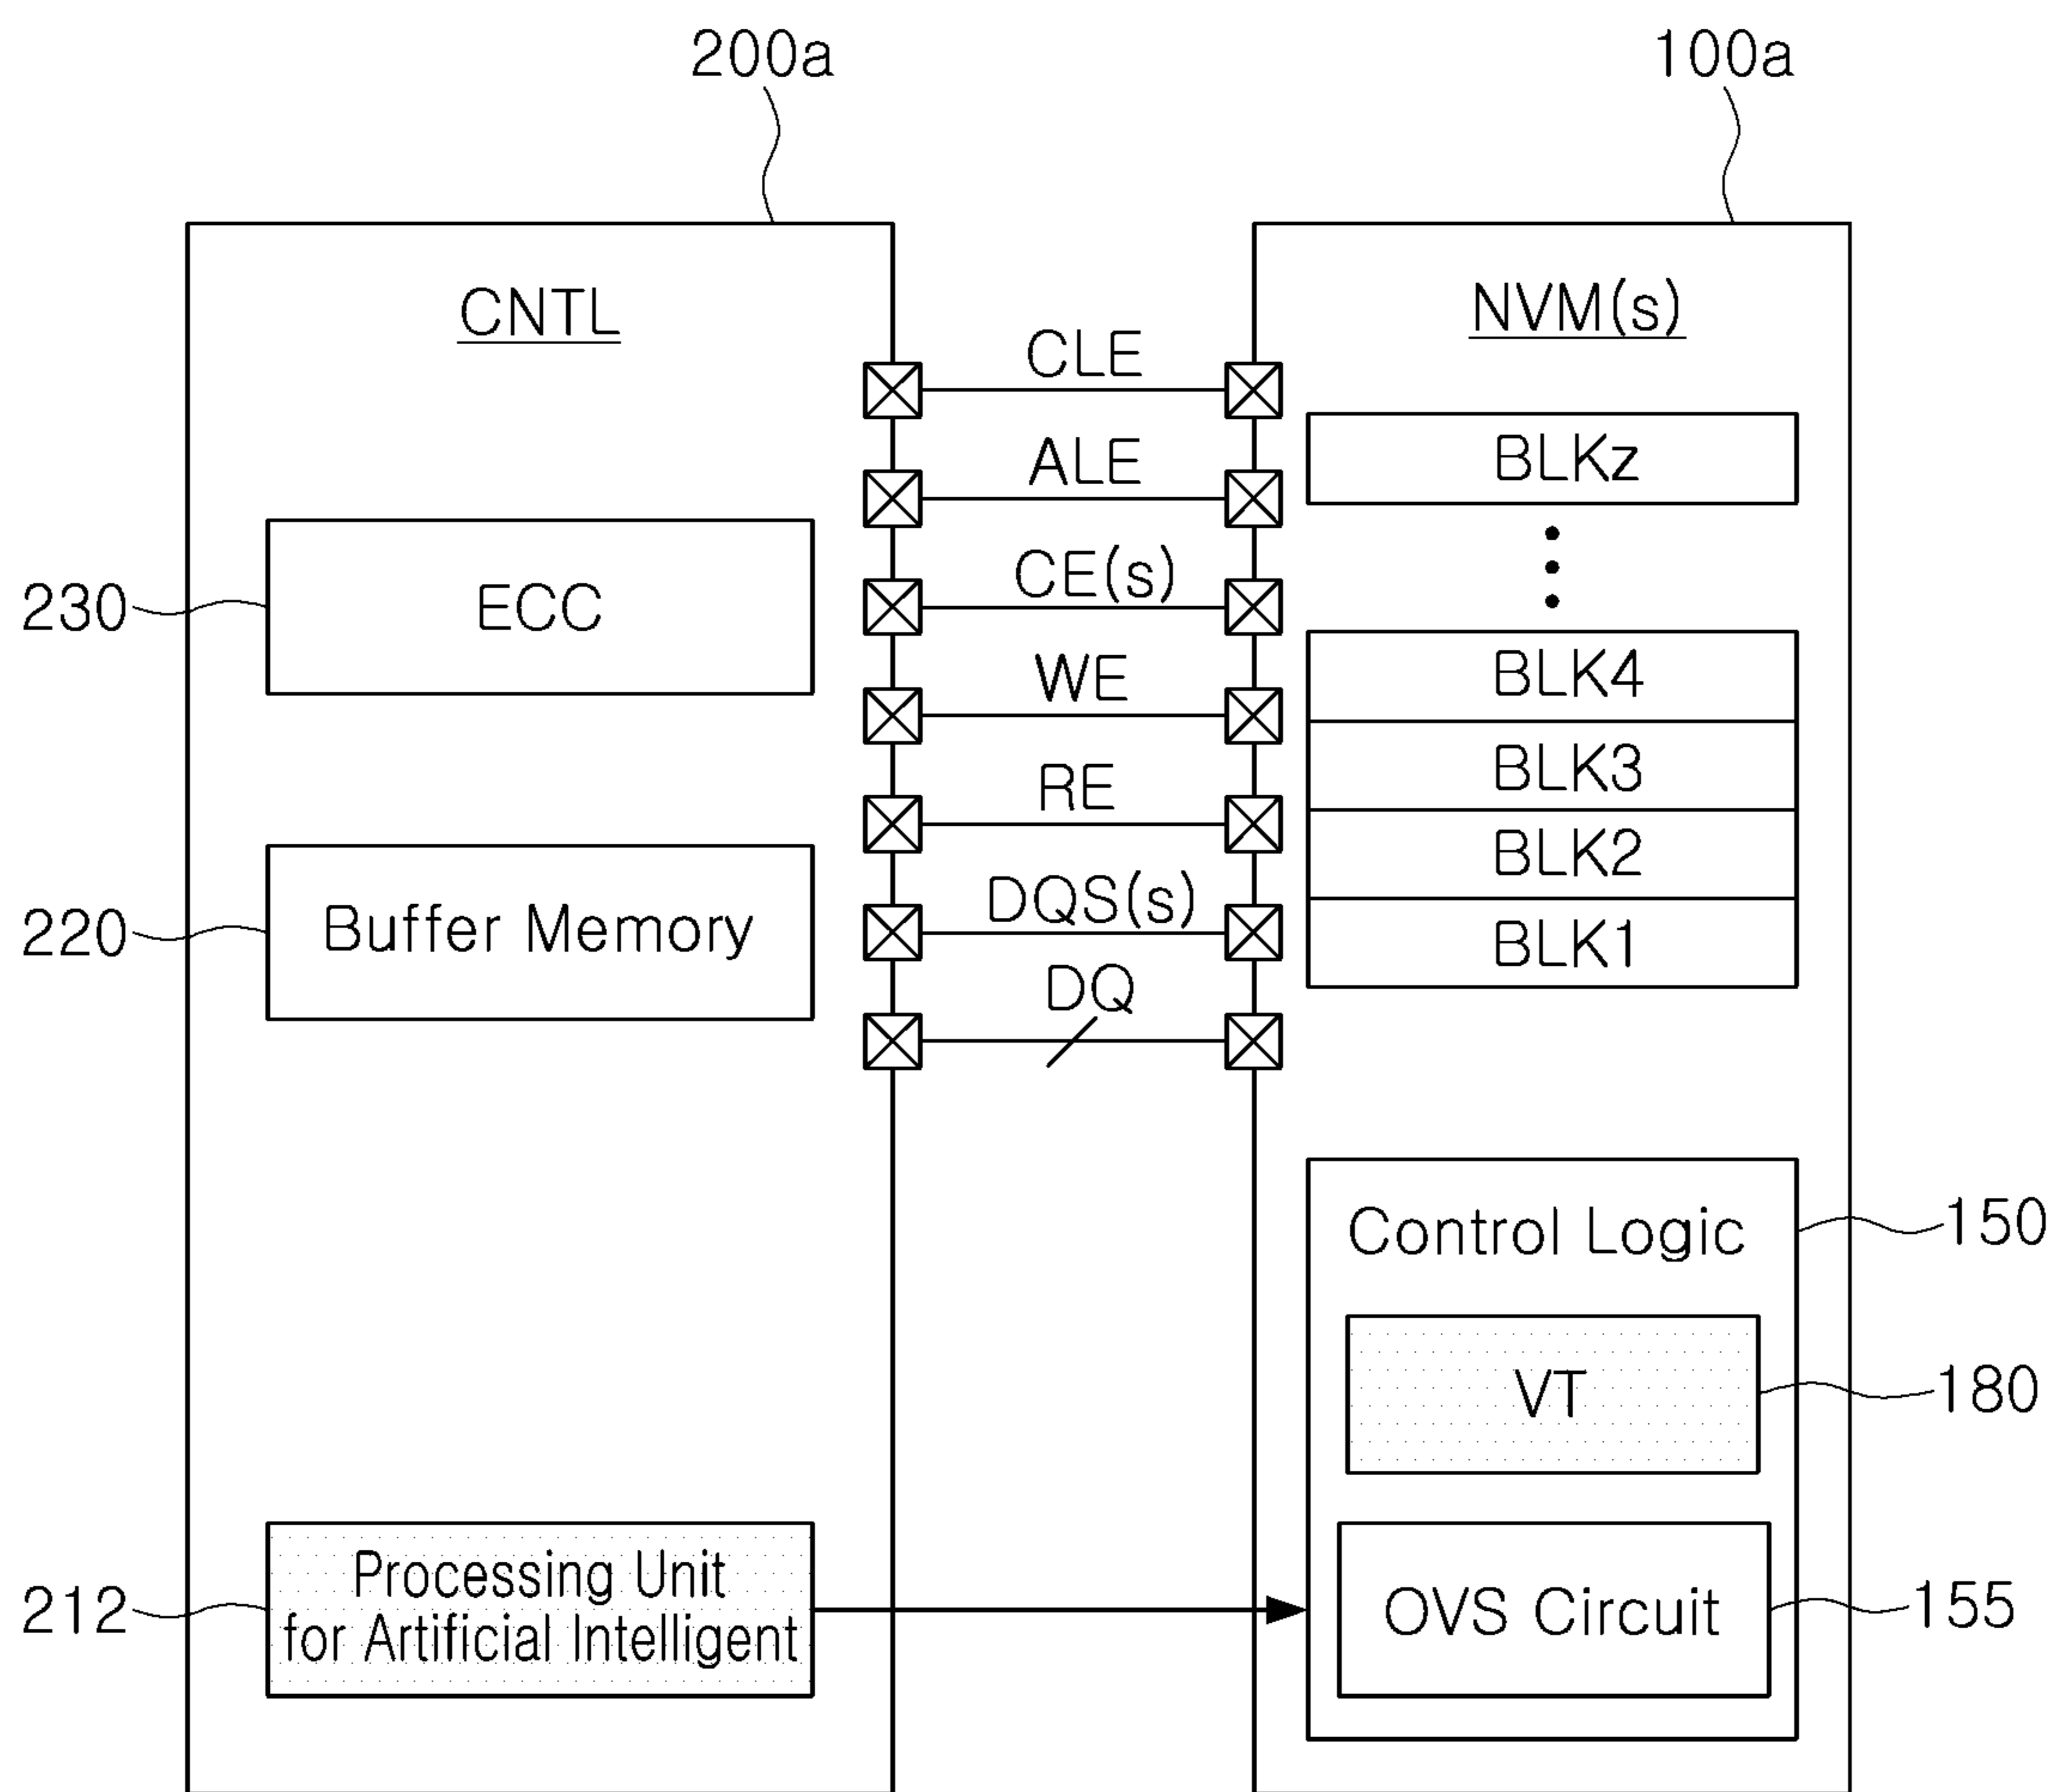 200a
100a
CNTL
NVM(s)
CLE
ALE
CE(s)
WE
RE
DQS(s)
DQ
230
ECC
220
Buffer Memory
212
Processing Unit
for Artificial Intelligent
BLKz
BLK4
BLK3
BLK2
BLK1
Control Logic
150
VT
180
OVS Circuit
155